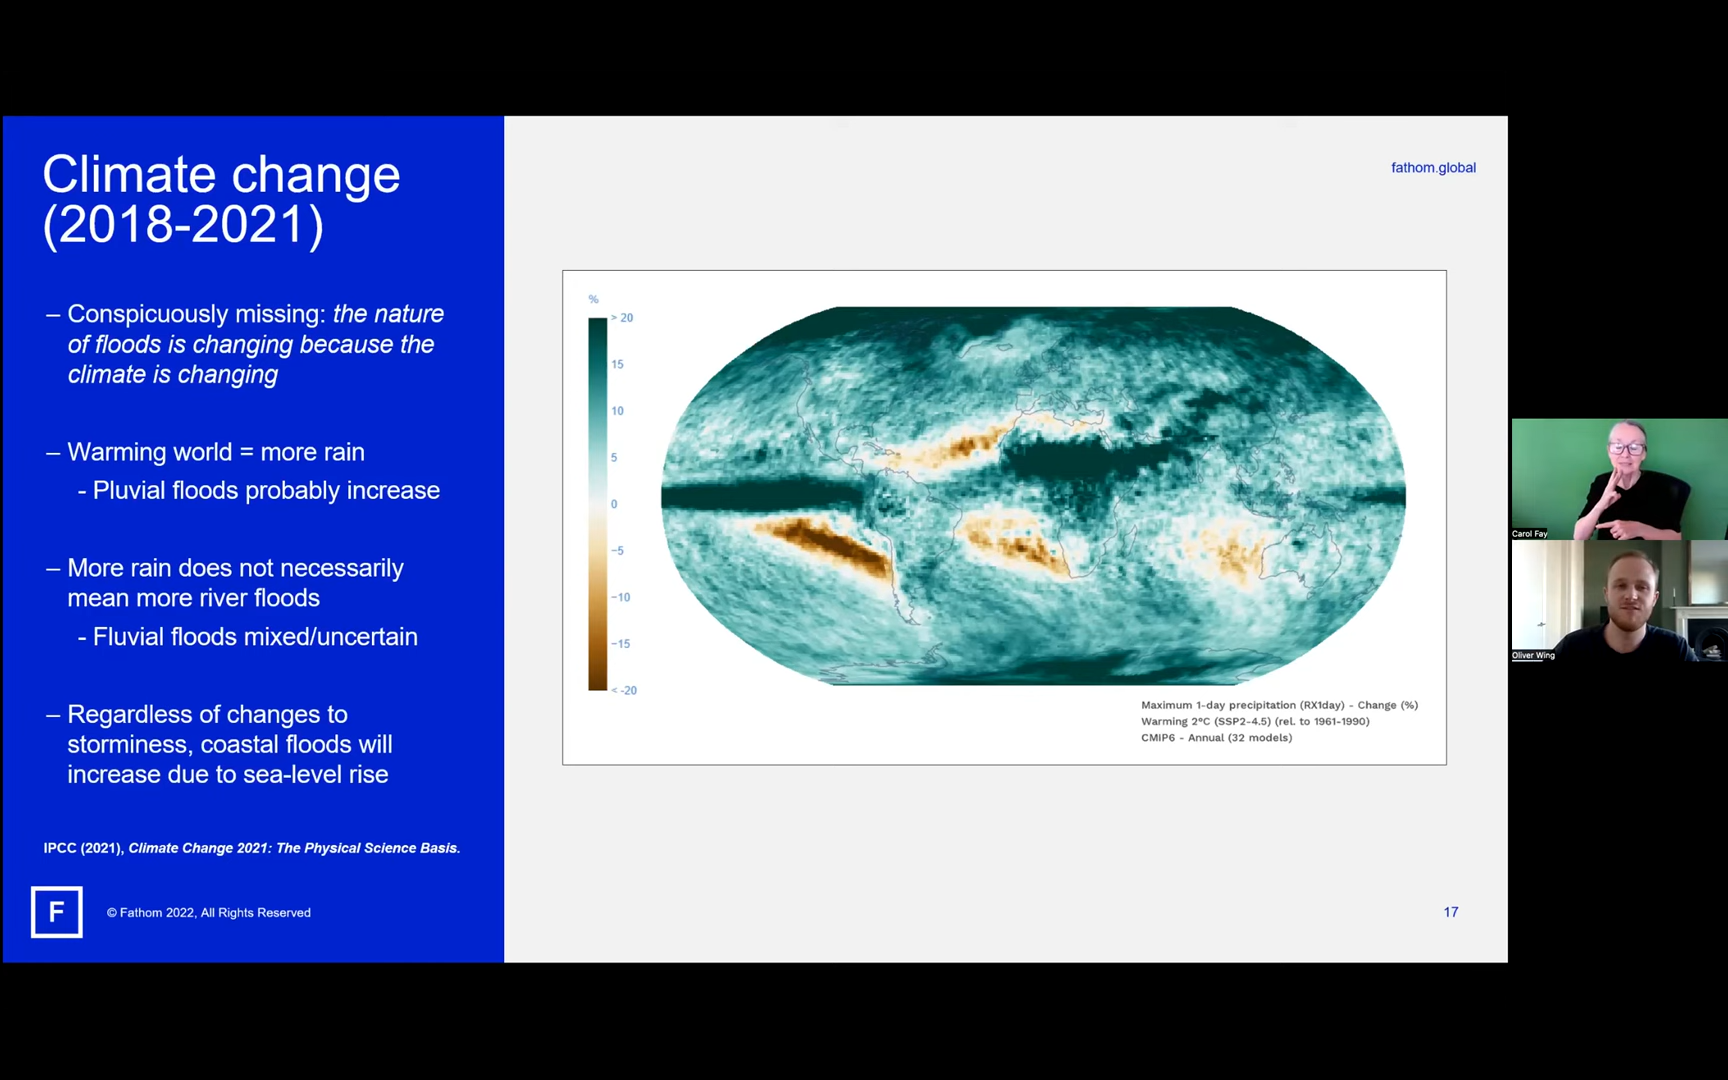 Climate change
(2018-2021)
– Conspicuously missing: the nature
of floods is changing because the
climate is changing
– Warming world = more rain
- Pluvial floods probably increase
– More rain does not necessarily
mean more river floods
- Fluvial floods mixed/uncertain
– Regardless of changes to
storminess, coastal floods will
increase due to sea-level rise
IPCC (2021), Climate Change 2021: The Physical Science Basis.
F
© Fathom 2022, All Rights Reserved
fathom.global
%
> 20
15
10
5
0
−5
−10
−15
< -20
Maximum 1-day precipitation (RX1day) - Change (%)
Warming 2°C (SSP2-4.5) (rel. to 1961-1990)
CMIP6 - Annual (32 models)
17
Carol Fay
Oliver Wing